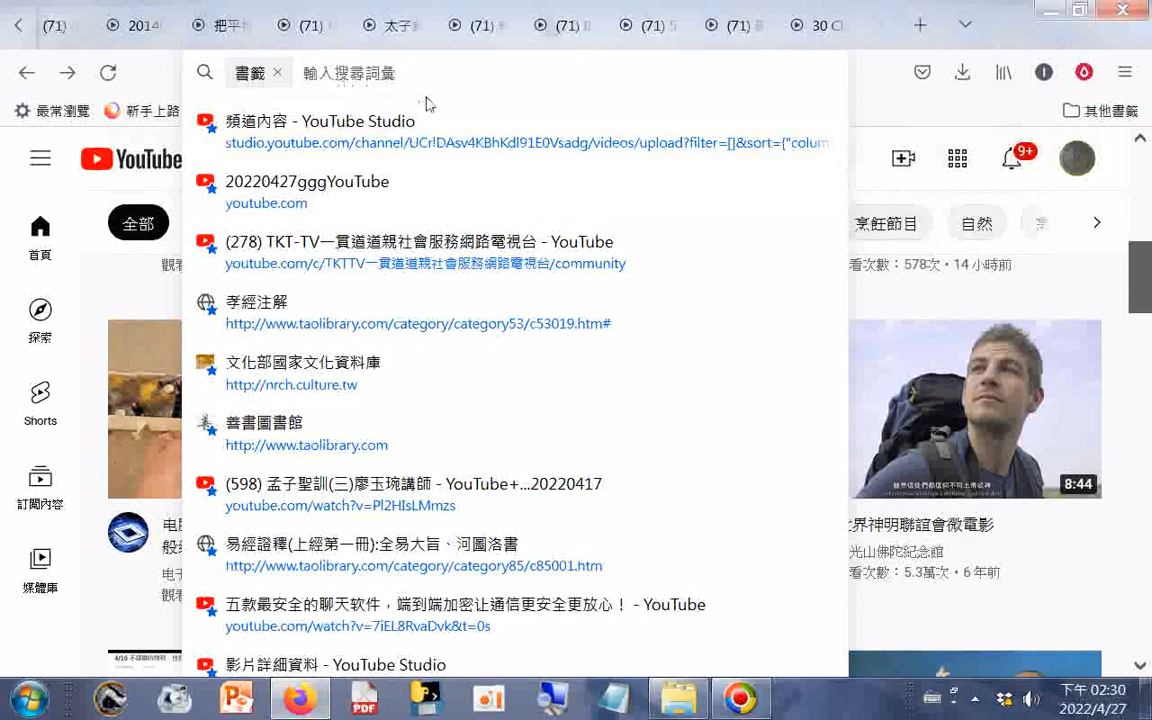 (71)
2014
把平
(71)
太子
(71)
(71)
(71)
(71)
30 C
書籤
輸入搜尋詞彙
最常瀏覽
新手上路
其他書籤
頻道內容 - YouTube Studio
studio.youtube.com/channel/UCr!DAsv4KBhKdl91E0Vsadg/videos/upload?filter=[]&sort={"colum
YouTube
9+
20220427gggYouTube
youtube.com
全部
烹飪節目
自然
(278) TKT-TV一貫道道親社會服務網路電視台 - YouTube
youtube.com/c/TKTTV一貫道道親社會服務網路電視台/community
首頁
觀
看次數：578次・14 小時前
孝經注解
http://www.taolibrary.com/category/category53/c53019.htm#
探索
文化部國家文化資料庫
http://nrch.culture.tw
善書圖書館
http://www.taolibrary.com
Shorts
(598) 孟子聖訓(三)廖玉琬講師 - YouTube+...20220417
youtube.com/watch?v=Pl2HIsLMmzs
8:44
訂閱內容
电
般
界神明聯誼會微電影
易經證釋(上經第一冊):全易大旨、河圖洛書
http://www.taolibrary.com/category/category85/c85001.htm
光山佛陀紀念館
看次數：5.3萬次・6 年前
电子
觀
媒體庫
五款最安全的聊天软件，端到端加密让通信更安全更放心！ - YouTube
youtube.com/watch?v=7iEL8RvaDvk&t=0s
影片詳細資料 - YouTube Studio
PDF
下午 02:30
2022/4/27